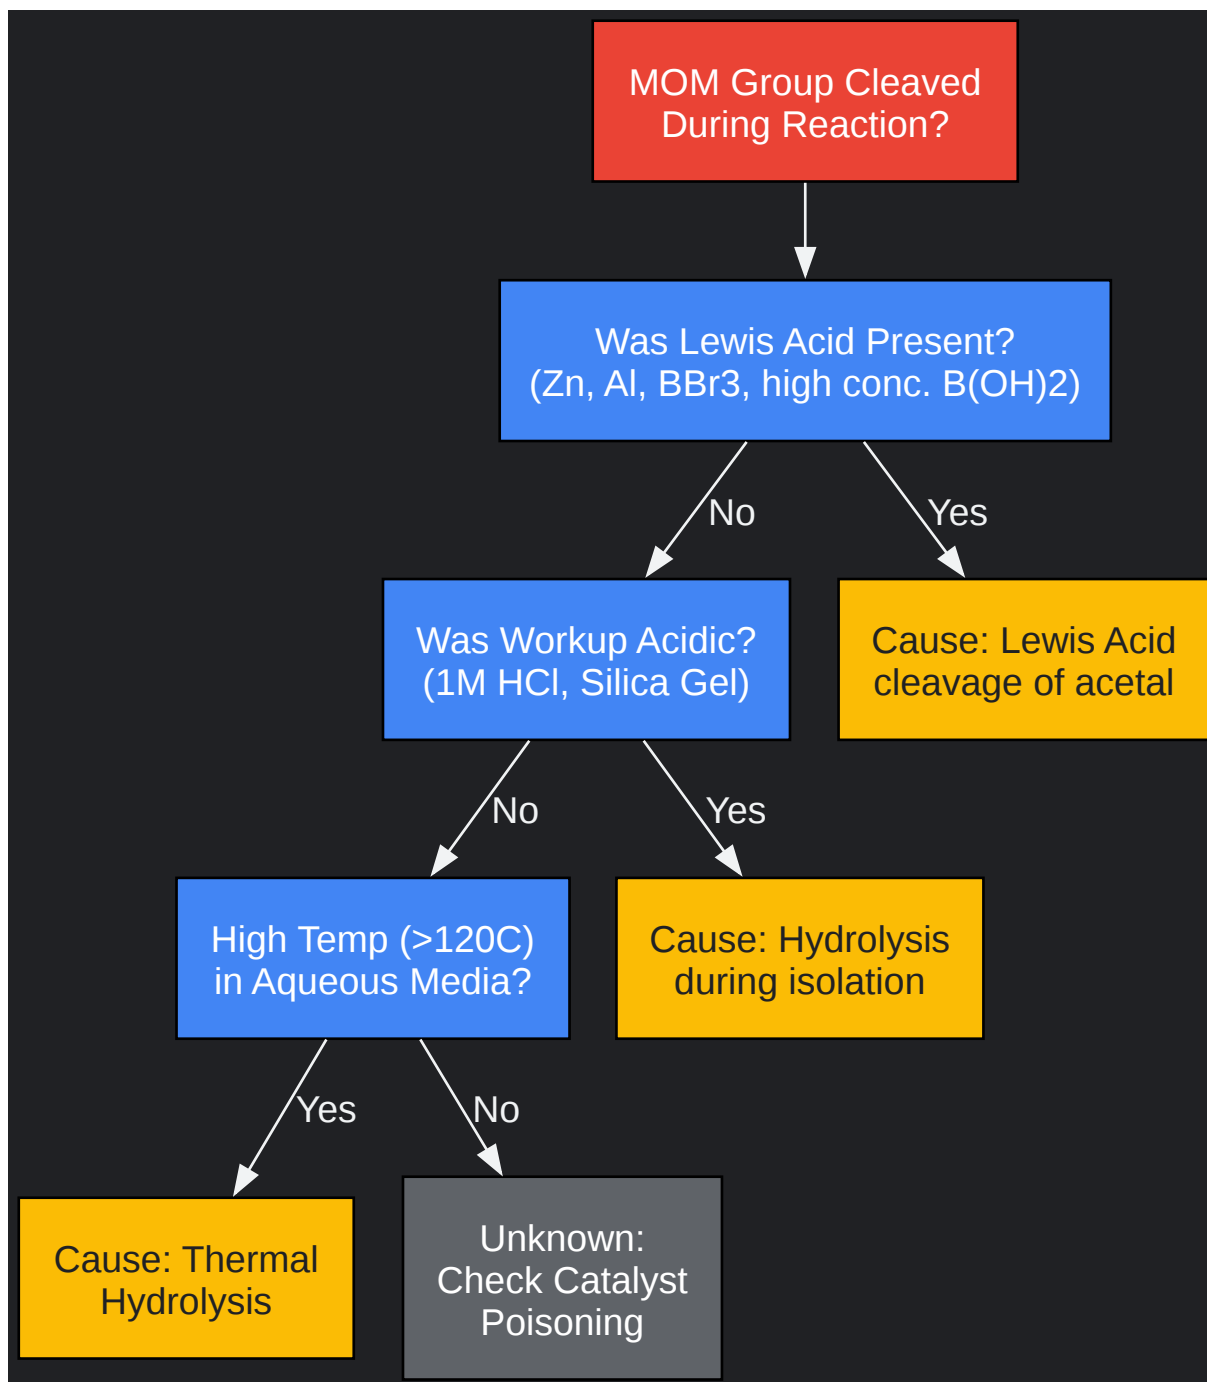 MOM Group Cleaved
During Reaction?
Was Lewis Acid Present?
(Zn, Al, BBr3, high conc. B(OH)2)
No
Yes
Was Workup Acidic?
(1M HCl, Silica Gel)
Cause: Lewis Acid
cleavage of acetal
No
Yes
High Temp (>120C)
in Aqueous Media?
Cause: Hydrolysis
during isolation
Yes
No
Cause: Thermal
Hydrolysis
Unknown:
Check Catalyst
Poisoning